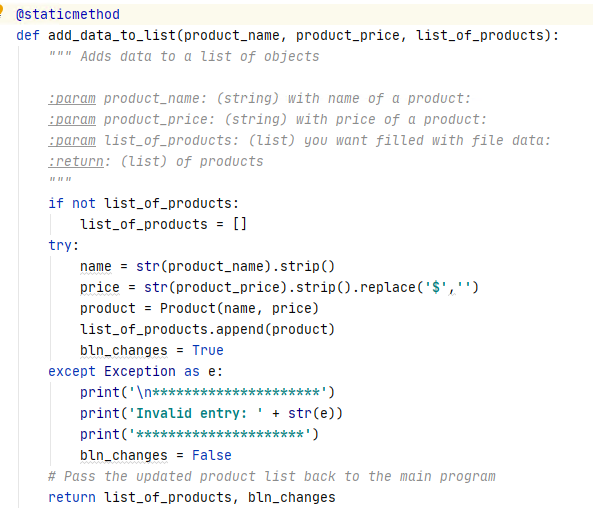 @staticmethod
def add_data_to_list(product_name, product_price, list_of_products):
    """ Adds data to a list of objects

    :param product_name: (string) with name of a product:
    :param product_price: (string) with price of a product:
    :param list_of_products: (list) you want filled with file data:
    :return: (list) of products
    """
    if not list_of_products:
        list_of_products = []
    try:
        name = str(product_name).strip()
        price = str(product_price).strip().replace('$','')
        product = Product(name, price)
        list_of_products.append(product)
        bln_changes = True
    except Exception as e:
        print('\n*********************')
        print('Invalid entry: ' + str(e))
        print('*********************')
        bln_changes = False
    # Pass the updated product list back to the main program
    return list_of_products, bln_changes